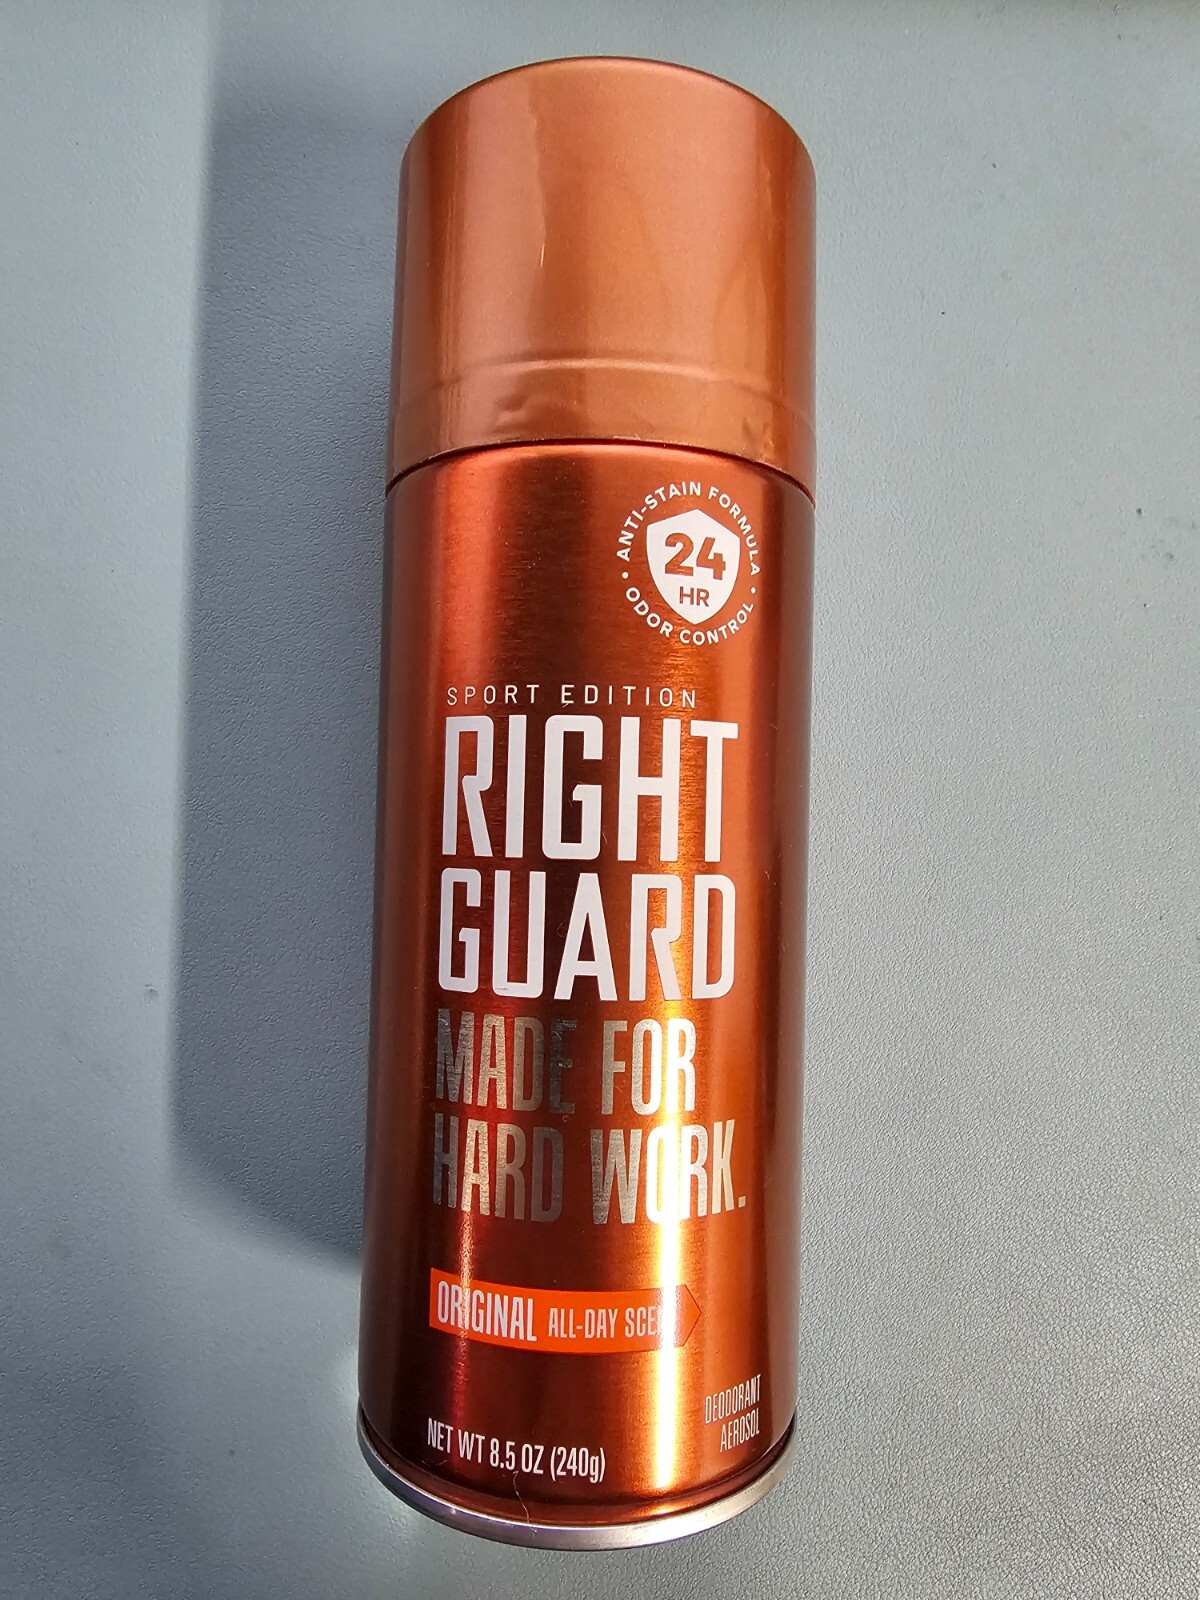 ANTI-STAIN FORMULA
24
HR
• ODOR CONTROL •
SPORT EDITION
RIGHT
GUARD
MADE FOR
HARD WORK.
ORIGINAL ALL-DAY SCENT
DEODORANT
AEROSOL
NET WT 8.5 OZ (240g)